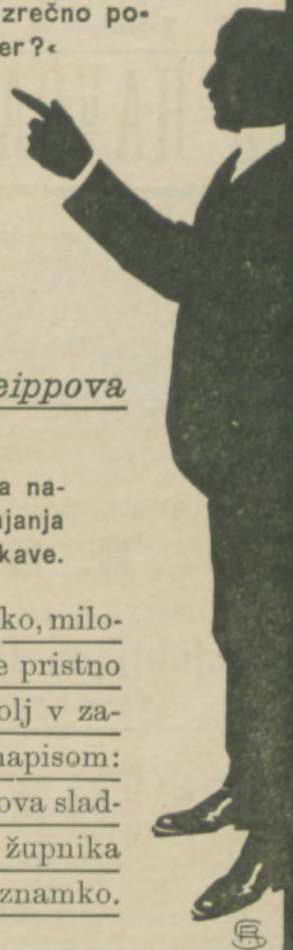 zrečno po-
er?«
eippova
a na-
njanja
kave.
ko, milo-
e pristno
olj v za-
napisom:
ova slad-
župnika
znamko.